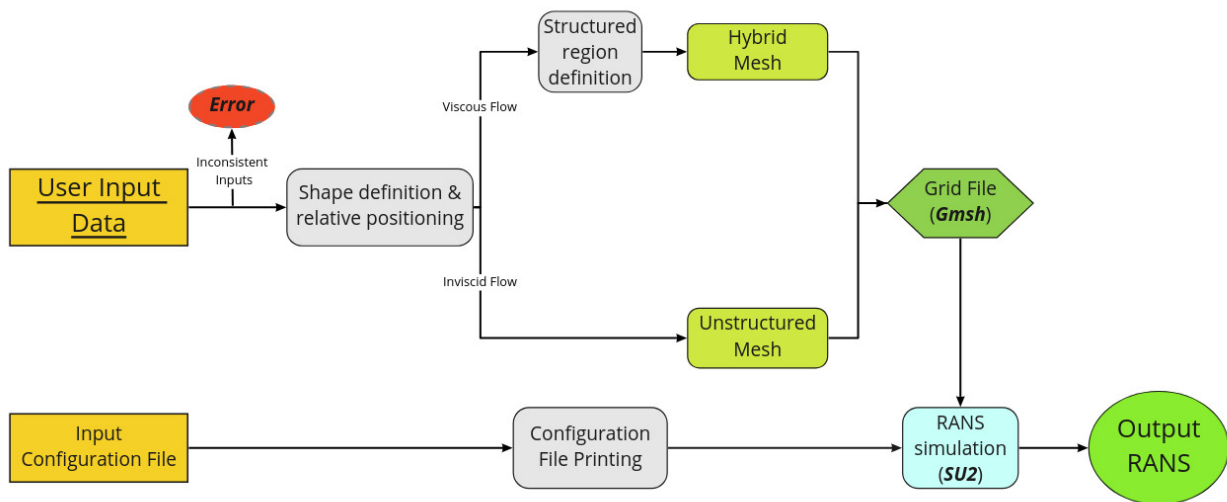 Structured
region
definition
Hybrid
Mesh
Error
Viscous Flow
Inconsistent
Inputs
User Input
Data
Shape definition &
relative positioning
Grid File
(Gmsh)
Inviscid Flow
Unstructured
Mesh
Input
Configuration File
Configuration
File Printing
RANS
simulation
(SU2)
Output
RANS